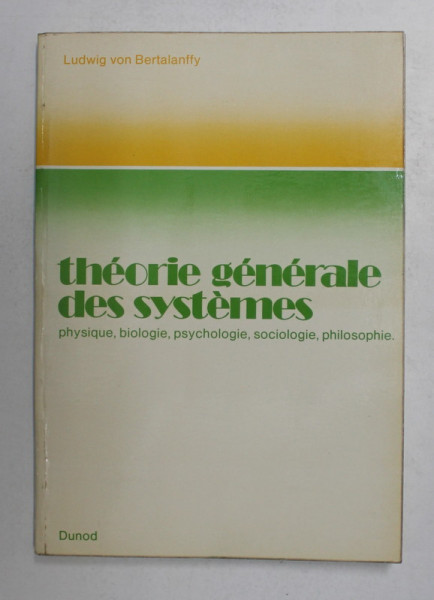 Ludwig von Bertalanffy
théorie générale
des systèmes
physique, biologie, psychologie, sociologie, philosophie.
Dunod